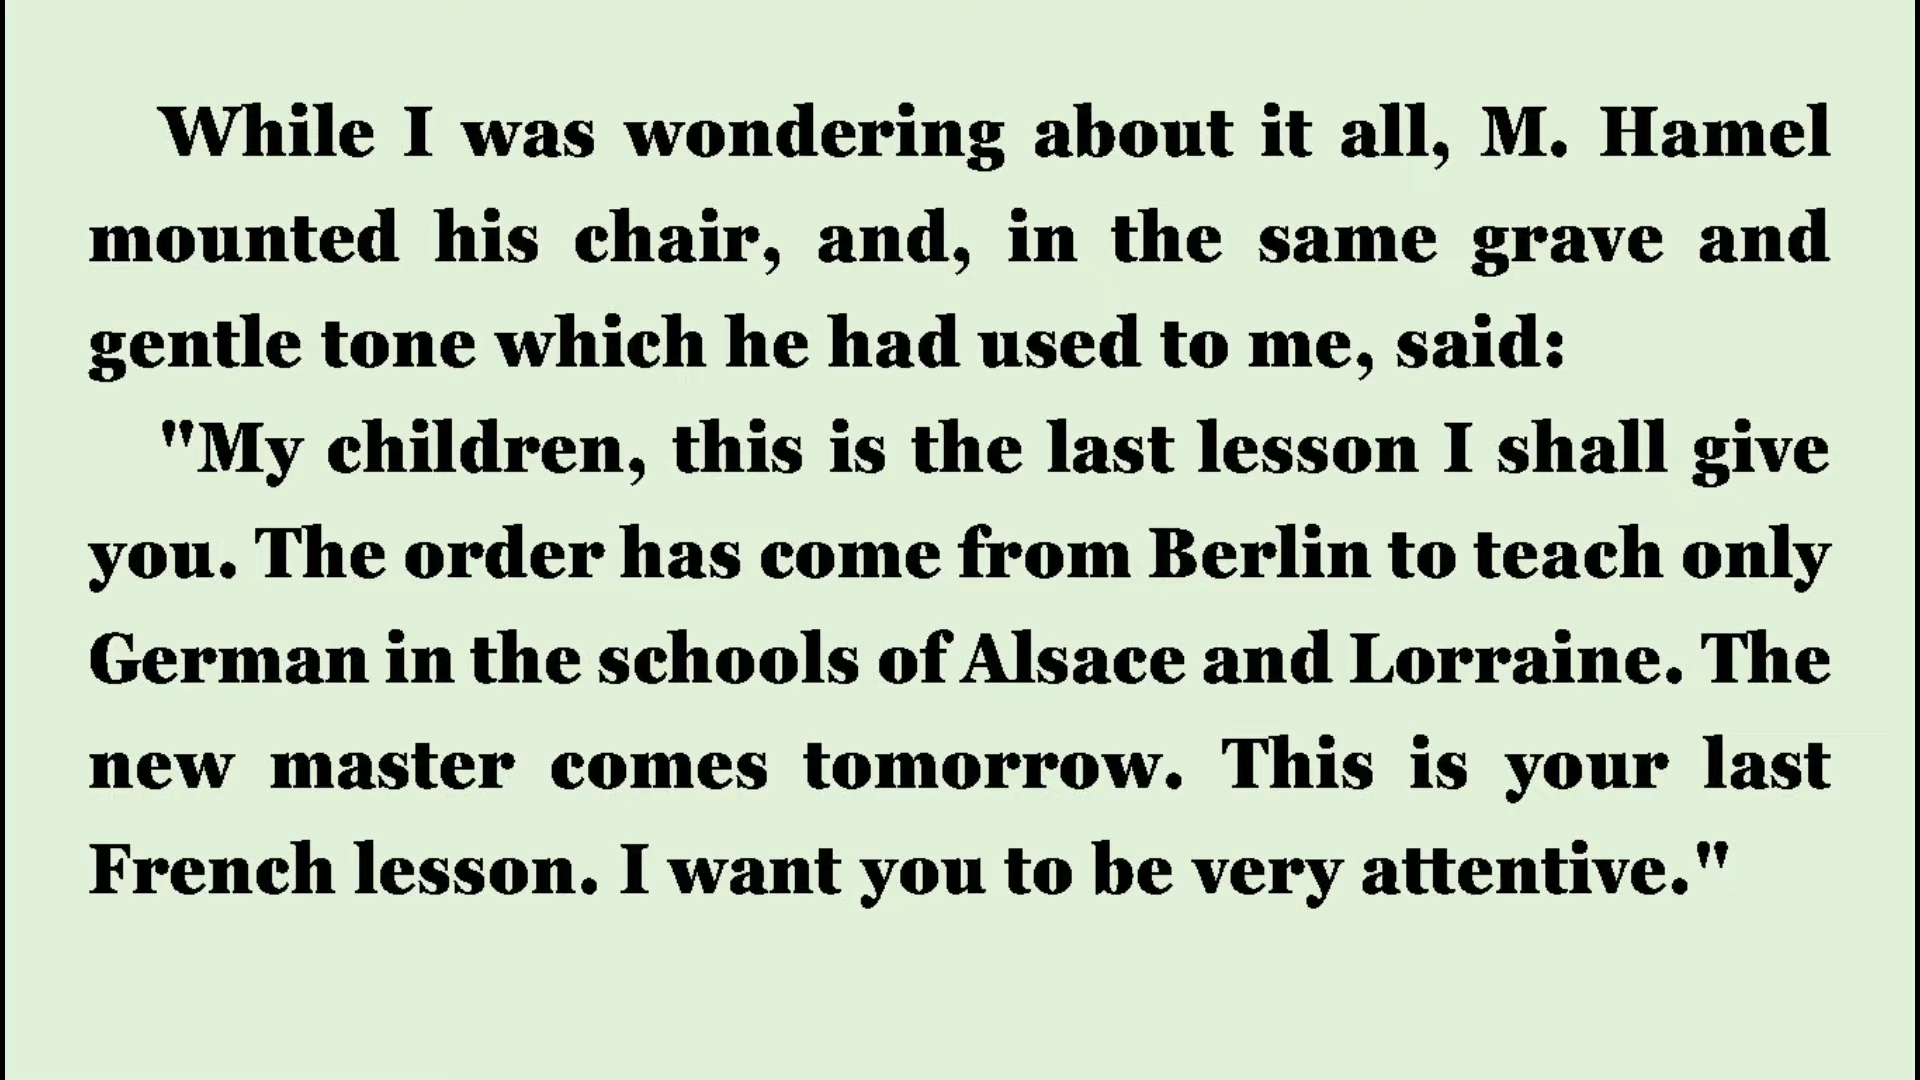 While I was wondering about it all, M. Hamel
mounted his chair, and, in the same grave and
gentle tone which he had used to me, said:
"My children, this is the last lesson I shall give
you. The order has come from Berlin to teach only
German in the schools of Alsace and Lorraine. The
new master comes tomorrow. This is your last
French lesson. I want you to be very attentive."